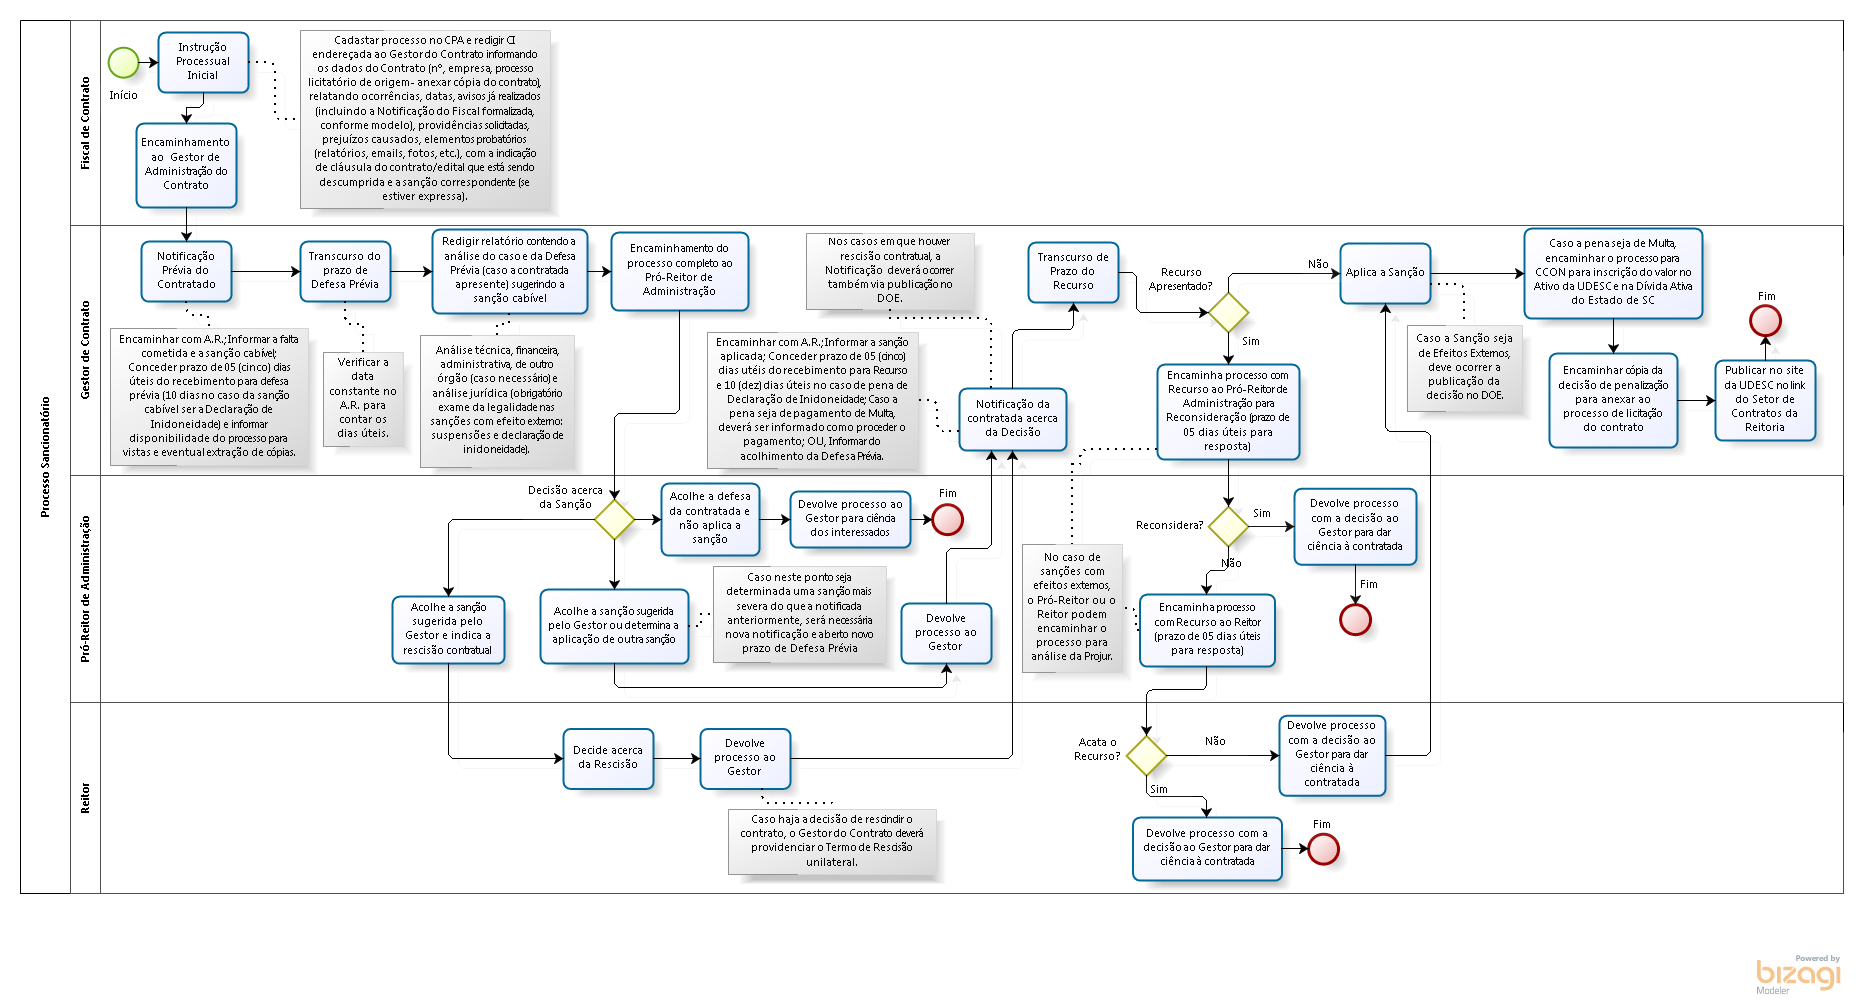 Processo Sancionatório
Fiscal de Contrato
Início
Instrução
Processual
Inicial
Cadastar processo no CPA e redigir CI
endereçada ao Gestor do Contrato informando
os dados do Contrato (nº, empresa, processo
licitatório de origem- anexar cópia do contrato),
relatando ocorrências, datas, avisos já realizados
(incluindo a Notificação do Fiscal formalizada,
conforme modelo), providências solicitadas,
prejuízos causados, elementos probatórios
(relatórios, emails, fotos, etc.), com a indicação
de cláusula do contrato/edital que está sendo
descumprida e a sanção correspondente (se
estiver expressa).
Encaminhamento
ao Gestor de
Administração do
Contrato
Gestor de Contrato
Notificação
Prévia do
Contratado
Transcurso do
prazo de
Defesa Prévia
Redigir relatório contendo a
análise do caso e da Defesa
Prévia (caso a contratada
apresente) sugerindo a
sanção cabível
Encaminhamento do
processo completo ao
Pró-Reitor de
Administração
Encaminhar com A.R.;Informar a falta
cometida e a sanção cabível;
Conceder prazo de 05 (cinco) dias
úteis do recebimento para defesa
prévia (10 dias no caso da sanção
cabível ser a Declaração de
Inidoneidade) e informar
disponibilidade do processo para
vistas e eventual extração de cópias.
Verificar a
data
constante no
A.R. para
contar os
dias úteis.
Análise técnica, financeira,
administrativa, de outro
órgão (caso necessário) e
análise jurídica (obrigatório
exame da legalidade nas
sanções com efeito externo:
suspensões e declaração de
inidoneidade).
Nos casos em que houver
rescisão contratual, a
Notificação deverá ocorrer
também via publicação no
DOE.
Encaminhar com A.R.; Informar a sanção
aplicada; Conceder prazo de 05 (cinco)
dias utéis do recebimento para Recurso
e 10 (dez) dias úteis no caso de pena de
Declaração de Inidoneidade; Caso a
pena seja de pagamento de Multa,
deverá ser informado como proceder o
pagamento; OU, Informar do
acolhimento da Defesa Prévia.
Notificação da
contratada acerca
da Decisão
Transcurso de
Prazo do
Recurso
Recurso
Apresentado?
Não
Sim
Aplica a Sanção
Caso a Sanção seja
de Efeitos Externos,
deve ocorrer a
publicação da
decisão no DOE.
Caso a pena seja de Multa,
encaminhar o processo para
CCON para inscrição do valor no
Ativo da UDESC e na Dívida Ativa
do Estado de SC
Encaminhar cópia da
decisão de penalização
para anexar ao
processo de licitação
do contrato
Publicar no site
da UDESC no link
do Setor de
Contratos da
Reitoria
Fim
Encaminha processo com
Recurso ao Pró-Reitor de
Administração para
Reconsideração (prazo de
05 dias úteis para
resposta)
Pró-Reitor de Administração
Decisão acerca
da Sanção
Acolhe a defesa
da contratada e
não aplica a
sanção
Devolve processo ao
Gestor para ciência
dos interessados
Fim
Acolhe a sanção
sugerida pelo
Gestor e indica a
rescisão contratual
Acolhe a sanção sugerida
pelo Gestor ou determina a
aplicação de outra sanção
Caso neste ponto seja
determinada uma sanção mais
severa do que a notificada
anteriormente, será necessária
nova notificação e aberto novo
prazo de Defesa Prévia
Devolve
processo ao
Gestor
No caso de
sanções com
efeitos externos,
o Pró-Reitor ou o
Reitor podem
encaminhar o
processo para
análise da Projur.
Reconsidera?
Sim
Não
Devolve processo
com a decisão ao
Gestor para dar
ciência à contratada
Fim
Encaminha processo
com Recurso ao Reitor
(prazo de 05 dias úteis
para resposta)
Reitor
Decide acerca
da Rescisão
Devolve
processo ao
Gestor
Caso haja a decisão de rescindir o
contrato, o Gestor do Contrato deverá
providenciar o Termo de Rescisão
unilateral.
Acata o
Recurso?
Não
Sim
Devolve processo
com a decisão ao
Gestor para dar
ciência à
contratada
Devolve processo com a
decisão ao Gestor para dar
ciência à contratada
Fim
Powered by
bizagi
Modeler